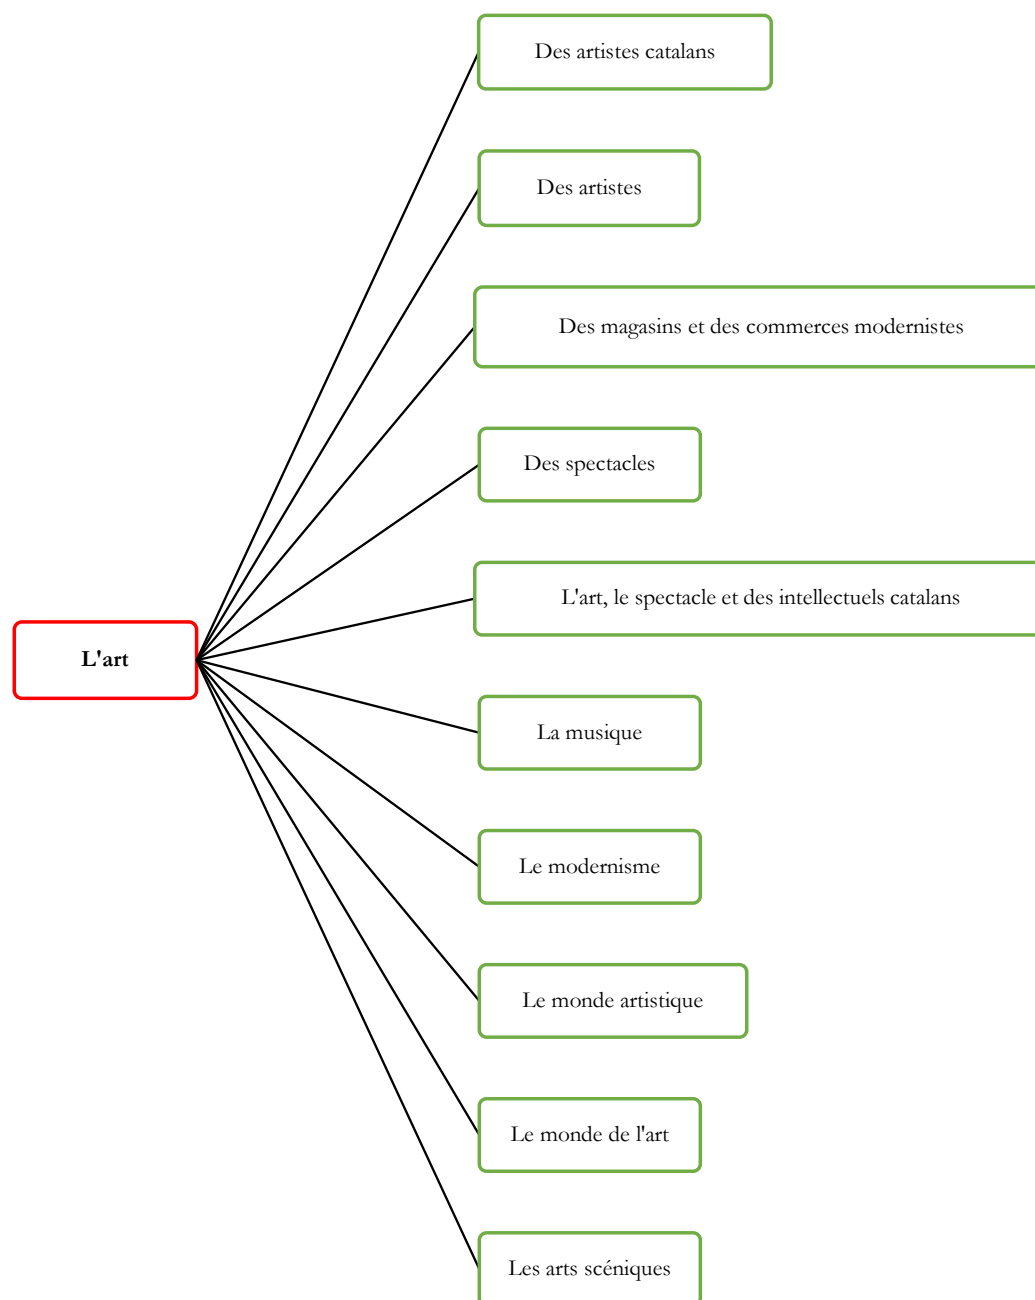 Des artistes catalans
Des artistes
Des magasins et des commerces modernistes
Des spectacles
L'art, le spectacle et des intellectuels catalans
L'art
La musique
Le modernisme
Le monde artistique
Le monde de l'art
Les arts scéniques